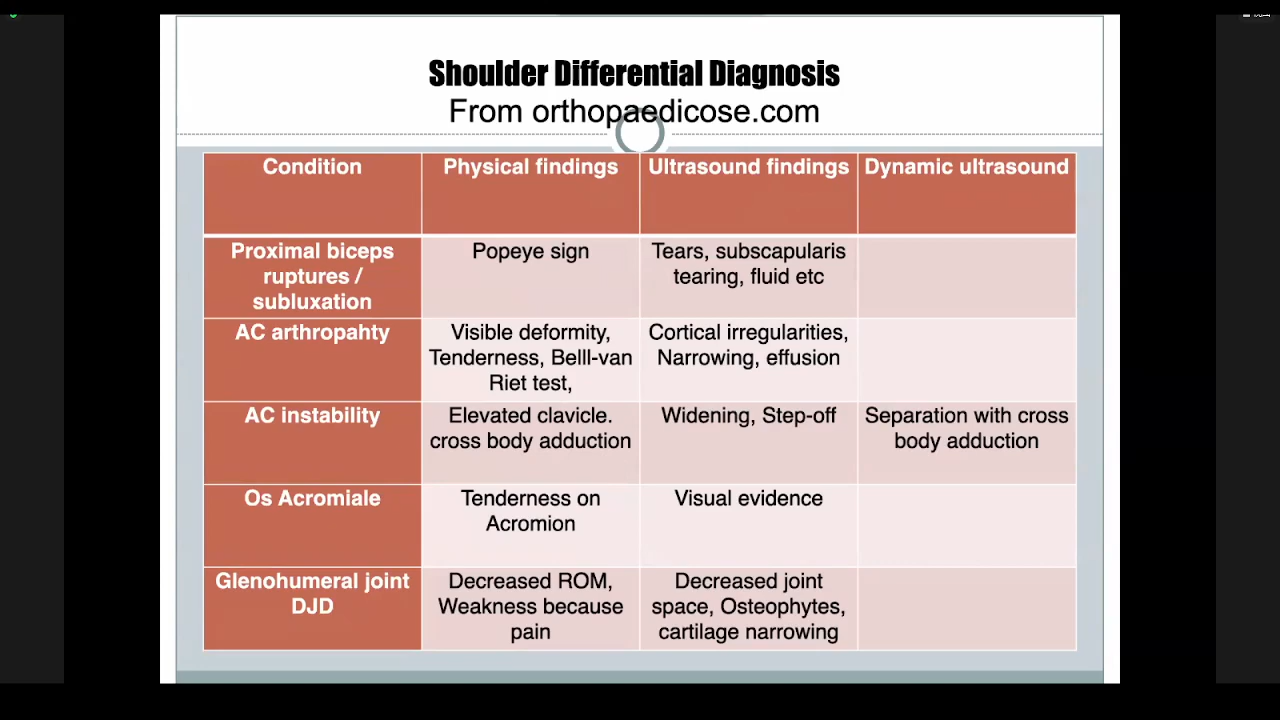 Shoulder Differential Diagnosis
From orthopaedicose.com
Condition
Physical findings
Ultrasound findings
Dynamic ultrasound
Proximal biceps
ruptures /
subluxation
Popeye sign
Tears, subscapularis
tearing, fluid etc
AC arthropahty
Visible deformity,
Tenderness, Belll-van
Riet test,
Cortical irregularities,
Narrowing, effusion
AC instability
Elevated clavicle.
cross body adduction
Widening, Step-off
Separation with cross
body adduction
Os Acromiale
Tenderness on
Acromion
Visual evidence
Glenohumeral joint
DJD
Decreased ROM,
Weakness because
pain
Decreased joint
space, Osteophytes,
cartilage narrowing